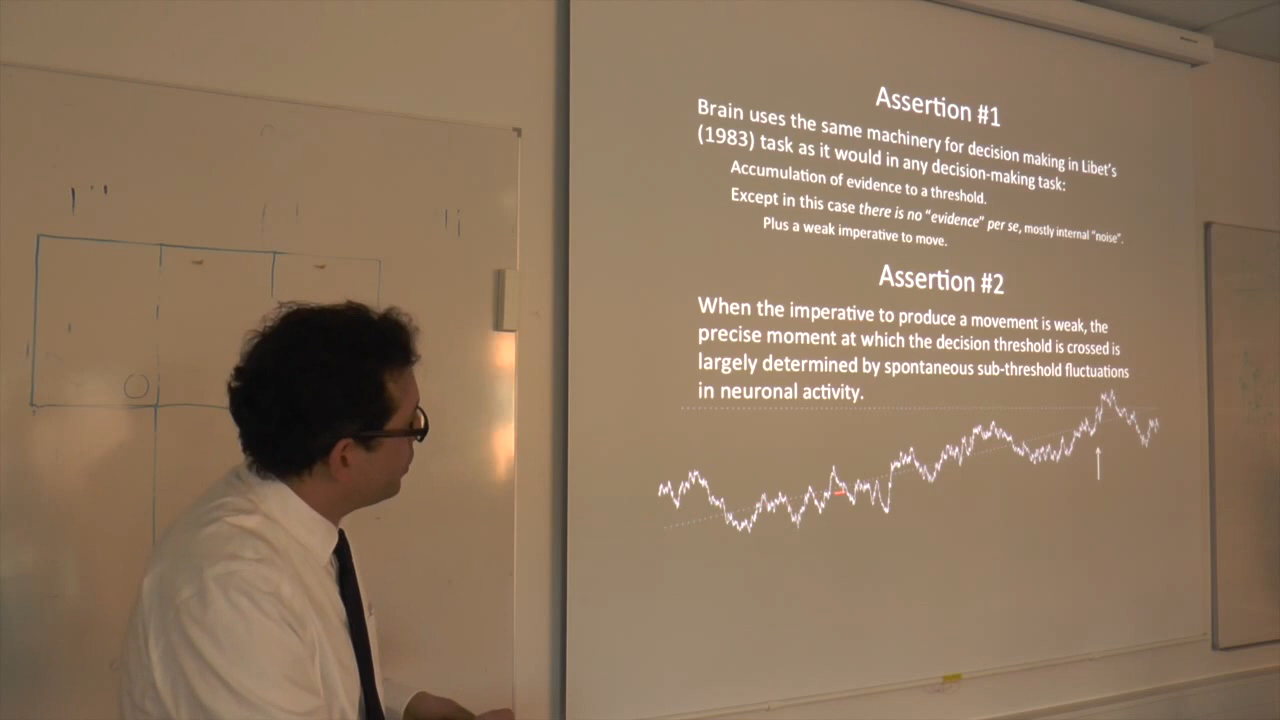 Assertion #1
Brain uses the same machinery for decision making in Libet's
(1983) task as it would in any decision-making task:
Accumulation of evidence to a threshold.
Except in this case there is no “evidence” per se, mostly internal “noise”.
Plus a weak imperative to move.
Assertion #2
When the imperative to produce a movement is weak, the
precise moment at which the decision threshold is crossed is
largely determined by spontaneous sub-threshold fluctuations
in neuronal activity.